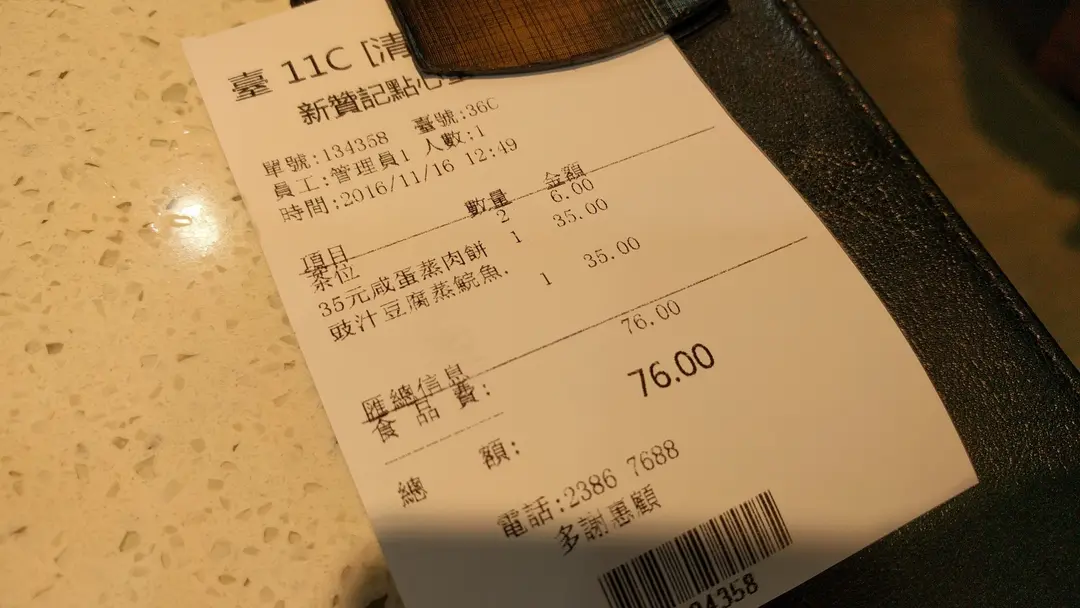 臺 11C [清
新贊記點心
單號:134358 臺號:36C
員工:管理員1 人數:1
時間:2016/11/16 12:49
項目 數量 金額
茶位 2 6.00
35元咸蛋蒸肉餅 1 35.00
豉汁豆腐蒸鯇魚. 1 35.00
匯總信息
食 品 費: 76.00
總 額: 76.00
電話:2386 7688
多謝惠顧
34358